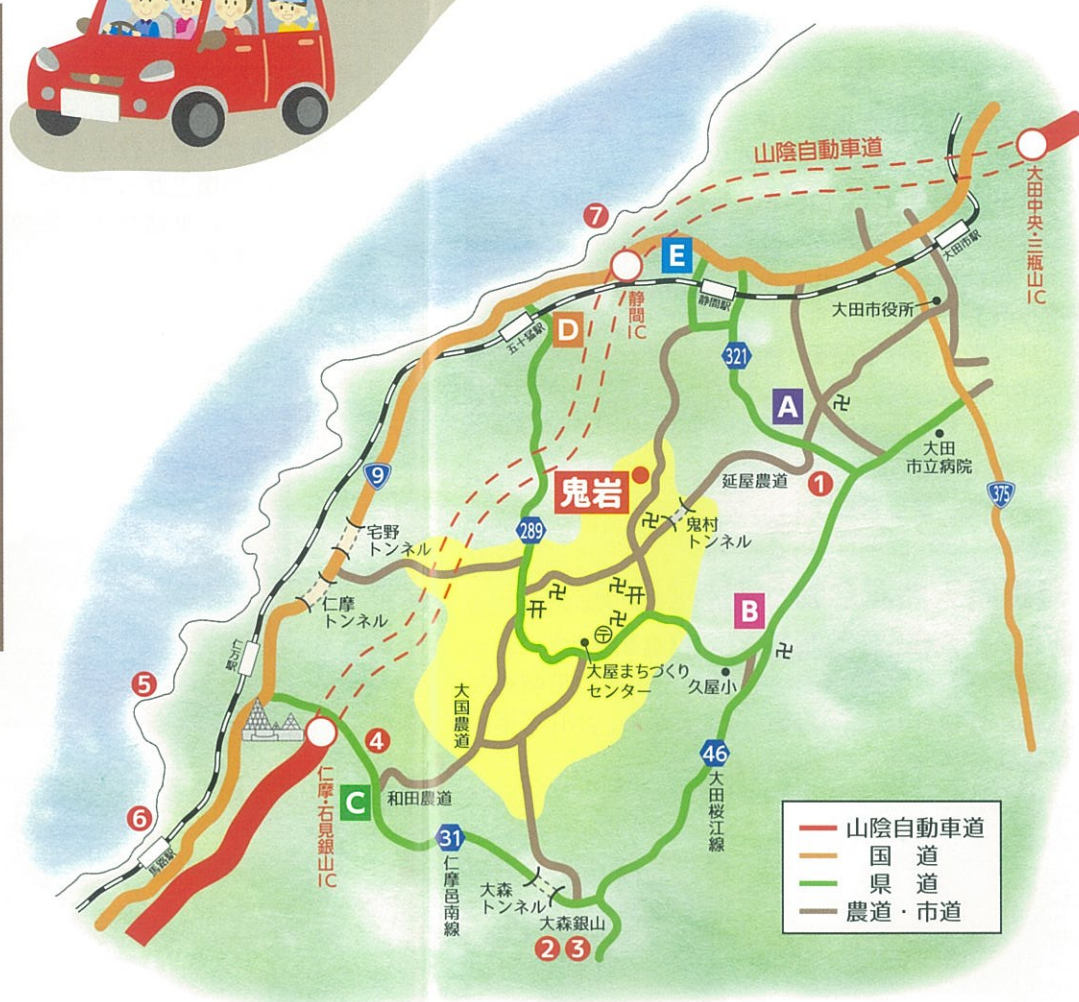 山陰自動車道
大田中央・三瓶山IC
7
E
静間IC
静間駅
大田市駅
大田市役所
D
五十猛駅
321
A
卍
大田
市立病院
9
鬼岩
延屋農道
1
375
289
卍
鬼村
トンネル
宅野
トンネル
仁摩
トンネル
卍
卍
B
卍
卍
〒
仁万駅
大屋まちづくり
センター
久屋小
5
大国農道
4
仁摩・石見銀山IC
C
和田農道
46
大田桜江線
6
馬路駅
31
仁摩邑南線
大森
トンネル
大森銀山
2 3
山陰自動車道
国 道
県 道
農道・市道